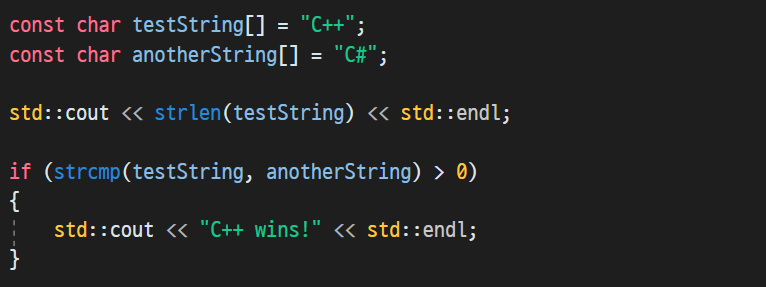 const char testString[] = "C++";
const char anotherString[] = "C#";
std::cout << strlen(testString) << std::endl;
if (strcmp(testString, anotherString) > 0)
{
    std::cout << "C++ wins!" << std::endl;
}